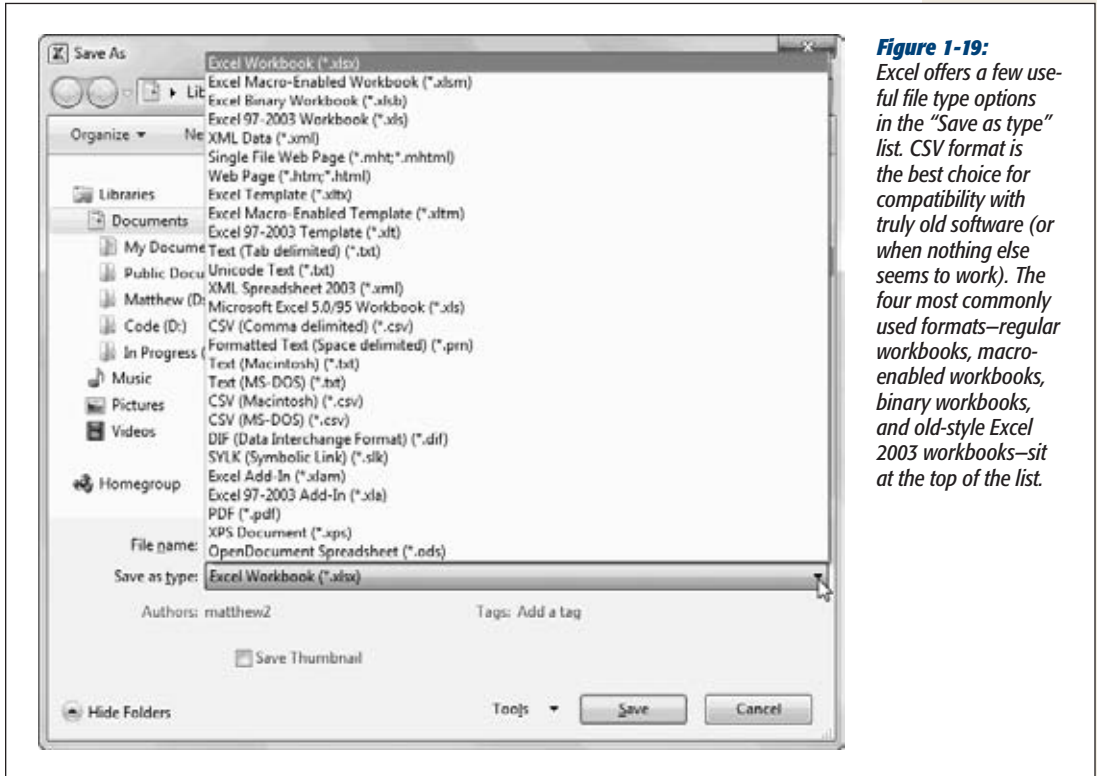 Save As
Excel Workbook (*.xlsx)
Excel Macro-Enabled Workbook (*.xlsm)
Lib
Excel Binary Workbook (*.xlsb)
Excel 97-2003 Workbook (*.xls)
Organize
Ne
XML Data (*.xml)
Single File Web Page (*.mht;*.mhtml)
Web Page (*.htm;*.html)
Libraries
Excel Template (*.xltx)
Documents
Excel Macro-Enabled Template (*.xltm)
Excel 97-2003 Template (*.xlt)
My Docume
Text (Tab delimited) (*.txt)
Public Docu
Unicode Text (*.txt)
XML Spreadsheet 2003 (*.xml)
Matthew (D:
Microsoft Excel 5.0/95 Workbook (*.xls)
Code (D:)
CSV (Comma delimited) (*.csv)
In Progress (
Formatted Text (Space delimited) (*.prn)
Text (Macintosh) (*.txt)
Music
Text (MS-DOS) (*.txt)
Pictures
CSV (Macintosh) (*.csv)
CSV (MS-DOS) (*.csv)
Videos
DIF (Data Interchange Format) (*.dif)
SYLK (Symbolic Link) (*.slk)
Homegroup
Excel Add-In (*.xlam)
Excel 97-2003 Add-In (*.xla)
PDF (*.pdf)
XPS Document (*.xps)
File name:
OpenDocument Spreadsheet (*.ods)
Save as type: Excel Workbook (*.xlsx)
Authors: matthew2
Tags: Add a tag
Save Thumbnail
Hide Folders
Tools
Save
Cancel
Figure 1-19:
Excel offers a few use-
ful file type options
in the “Save as type”
list. CSV format is
the best choice for
compatibility with
truly old software (or
when nothing else
seems to work). The
four most commonly
used formats—regular
workbooks, macro-
enabled workbooks,
binary workbooks,
and old-style Excel
2003 workbooks—sit
at the top of the list.